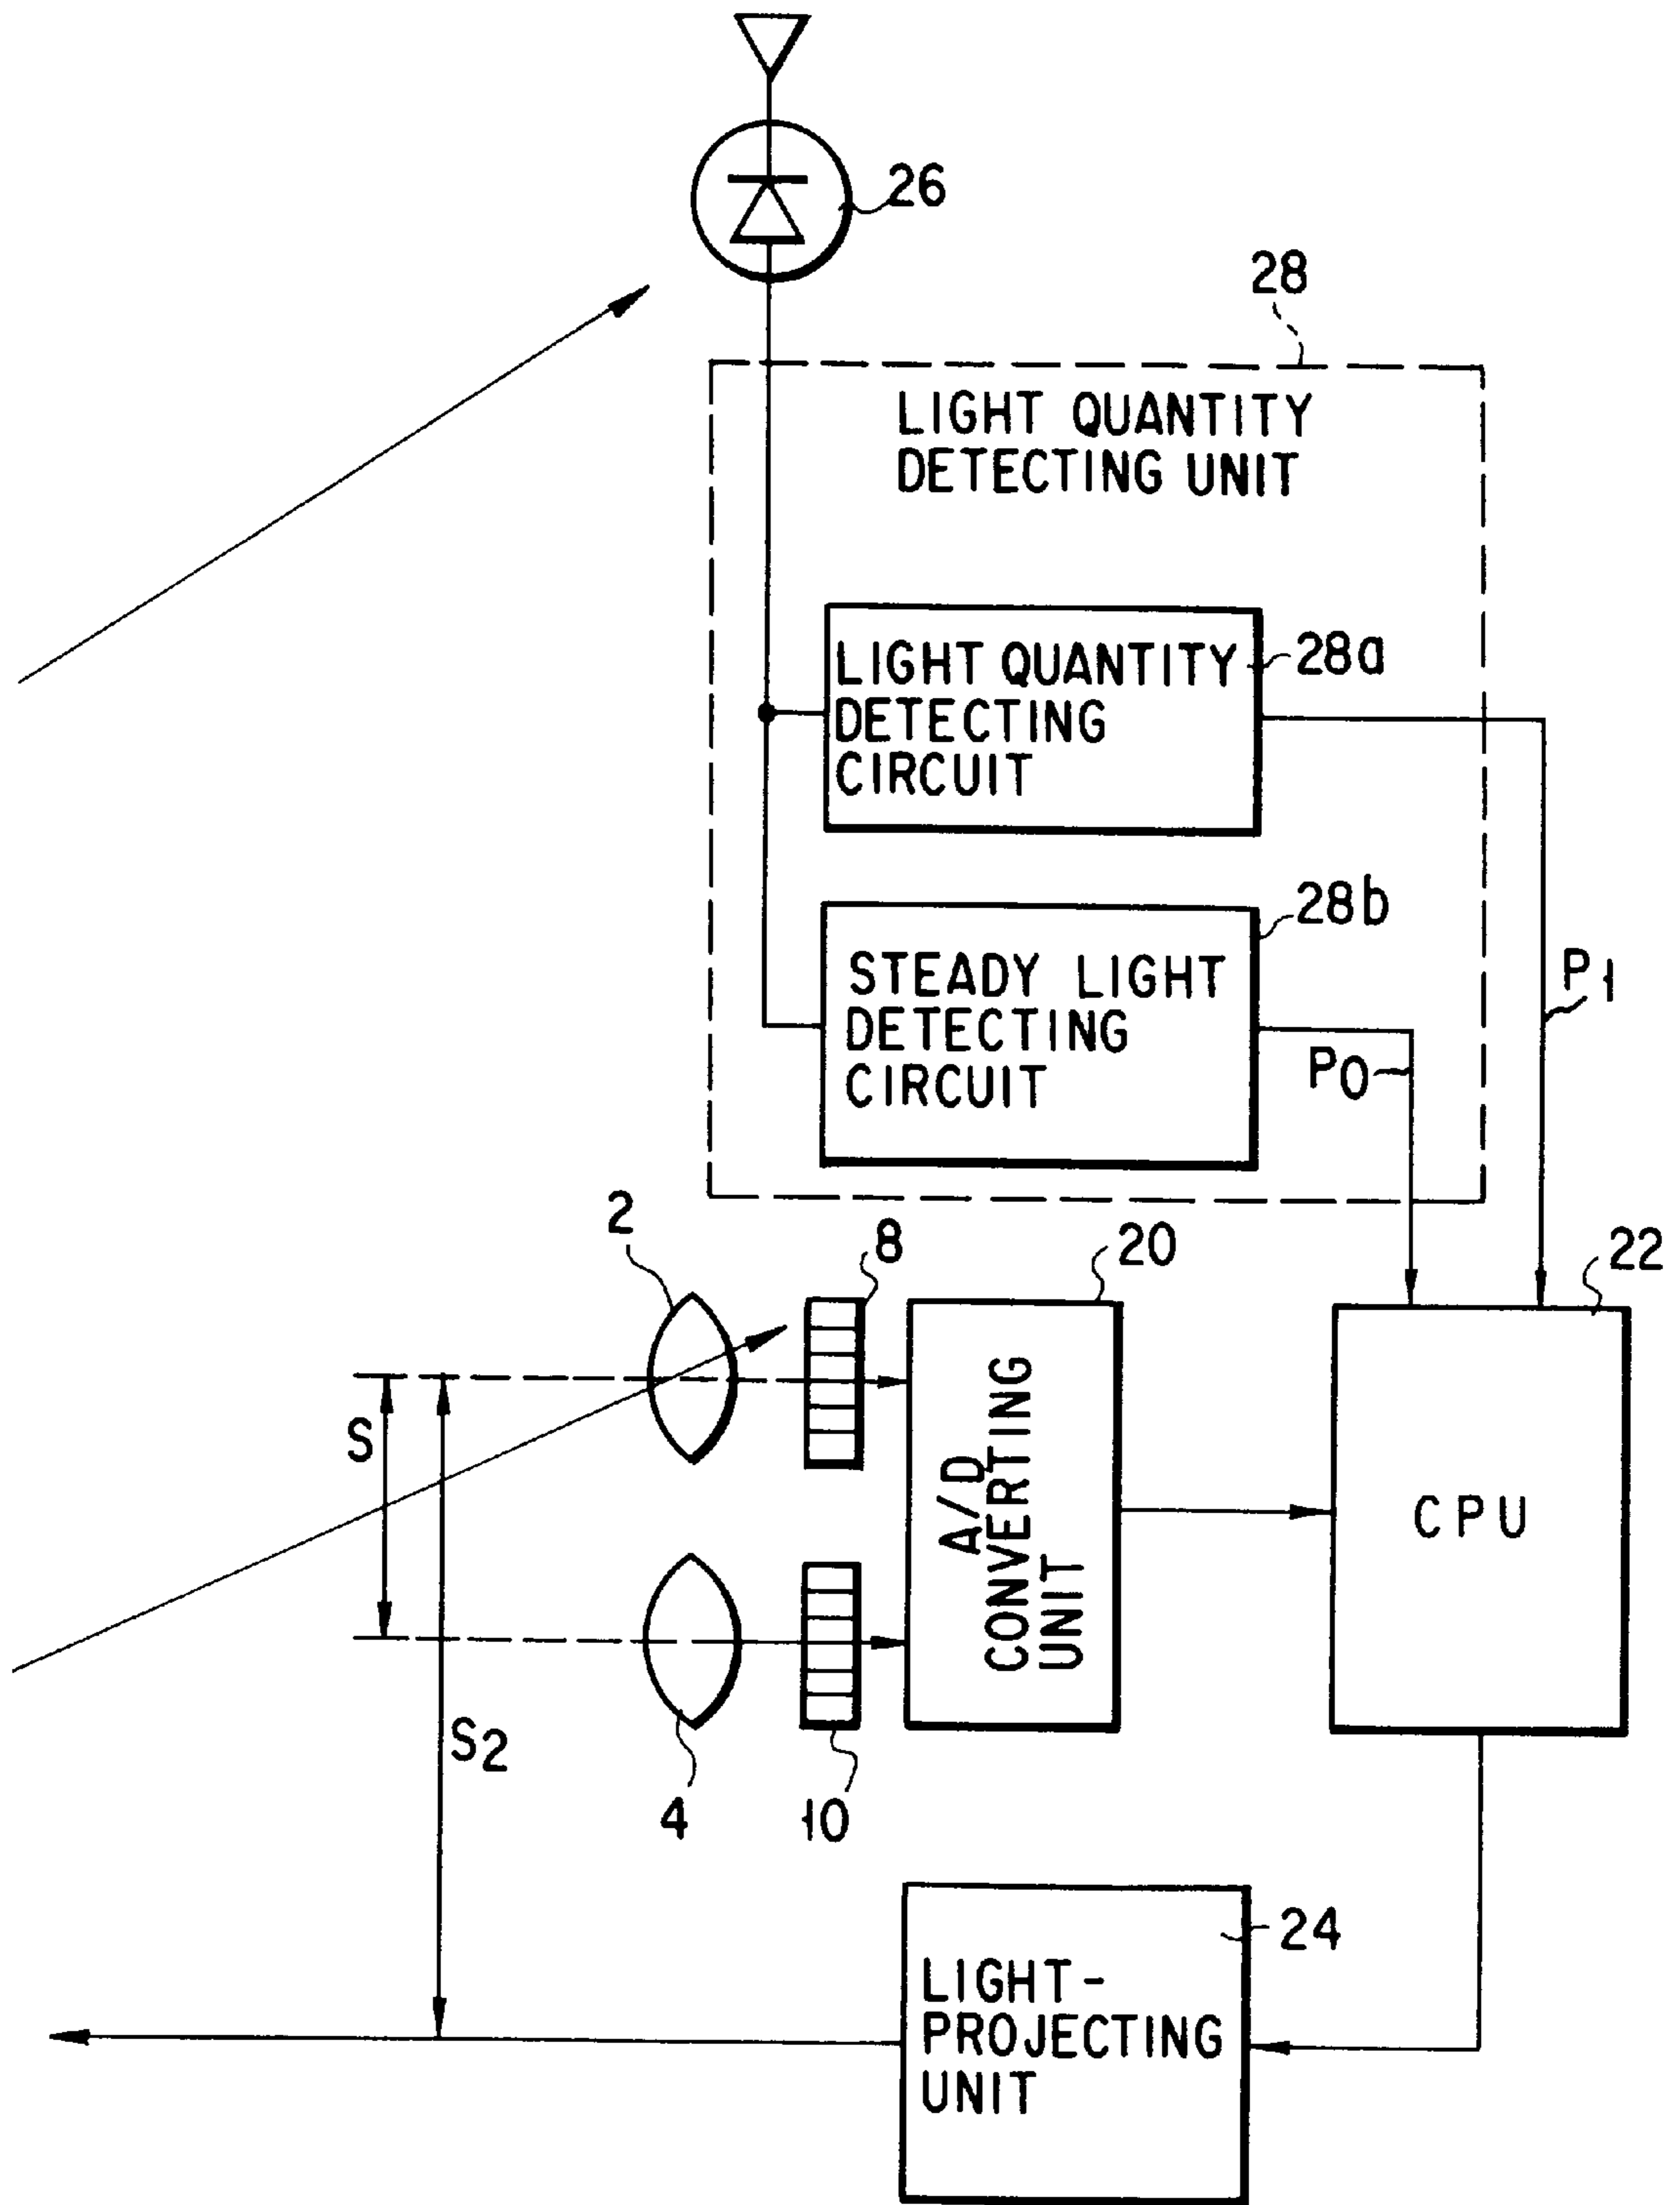 26
28
LIGHT QUANTITY
DETECTING UNIT
LIGHT QUANTITY
DETECTING
CIRCUIT
28a
28b
STEADY LIGHT
DETECTING
CIRCUIT
P1
P0
2
8
20
22
S
A/D
CONVERTING
UNIT
CPU
S2
4
10
24
LIGHT-
PROJECTING
UNIT